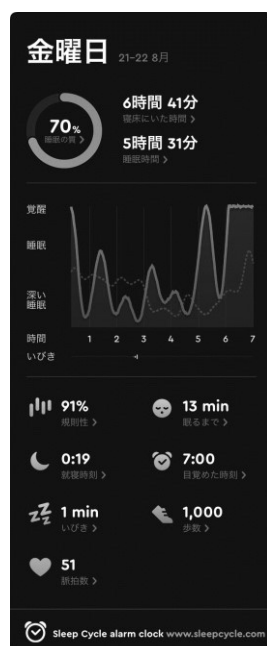 金曜日 21–22 8月
70%
睡眠の質 >
6時間 41分
寝床にいた時間 >
5時間 31分
睡眠時間 >
覚醒
睡眠
深い
睡眠
時間 1 2 3 4 5 6 7
いびき
91%
規則性 >
13 min
眠るまで >
0:19
就寝時刻 >
7:00
目覚めた時刻 >
1 min
いびき >
1,000
歩数 >
51
脈拍数 >
Sleep Cycle alarm clock www.sleepcycle.com